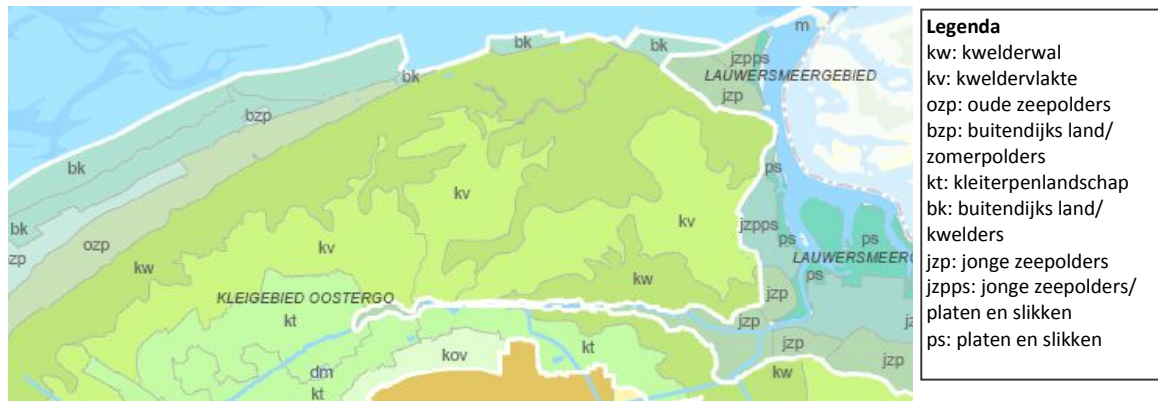 m
bk
bk
jzpps
LAUWERSMEERGEBIED
bk
jzp
bzp
bk
ps
kv
kv
jzpps
bk
zp
ozp
kv
ps
ps
kw
LAUWERSMEERG
ps
kw
jzp
KLEIGEBIED OOSTERGO
kt
jzp
jz
kov
kt
jzp
jzp
dm
kw
kt
Legenda
kw: kwelderwal
kv: kweldervlakte
ozp: oude zeepolders
bzp: buitendijks land/
zomerpolders
kt: kleiterpenlandschap
bk: buitendijks land/
kwelders
jzp: jonge zeepolders
jzpps: jonge zeepolders/
platen en slikken
ps: platen en slikken